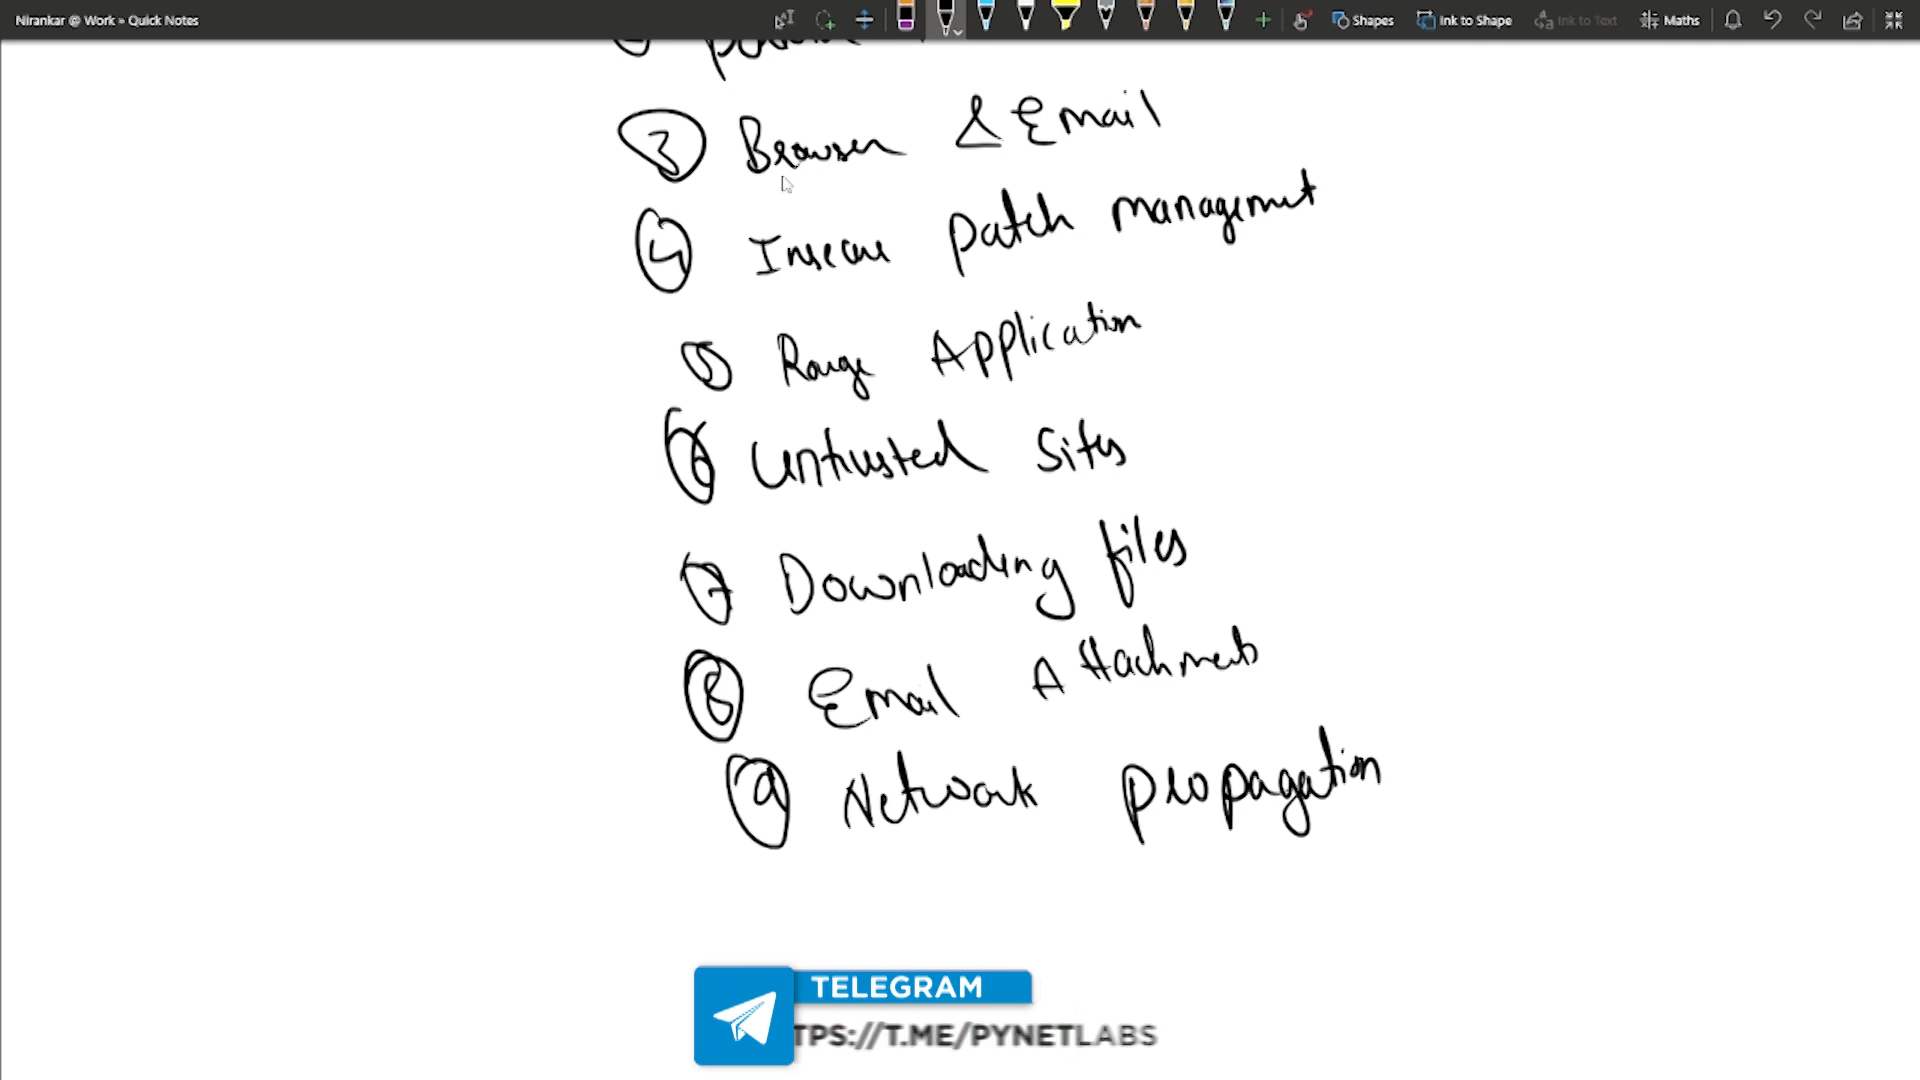 Nirankar @ Work » Quick Notes
Shapes Ink to Shape Ink to Text Maths
3 Browser & Email
4 Insecure Patch management
5 Rouge Application
6 Untrusted Sites
7 Downloading files
8 Email Attachments
9 Network Propagation
TELEGRAM
TPS://T.ME/PYNETLABS